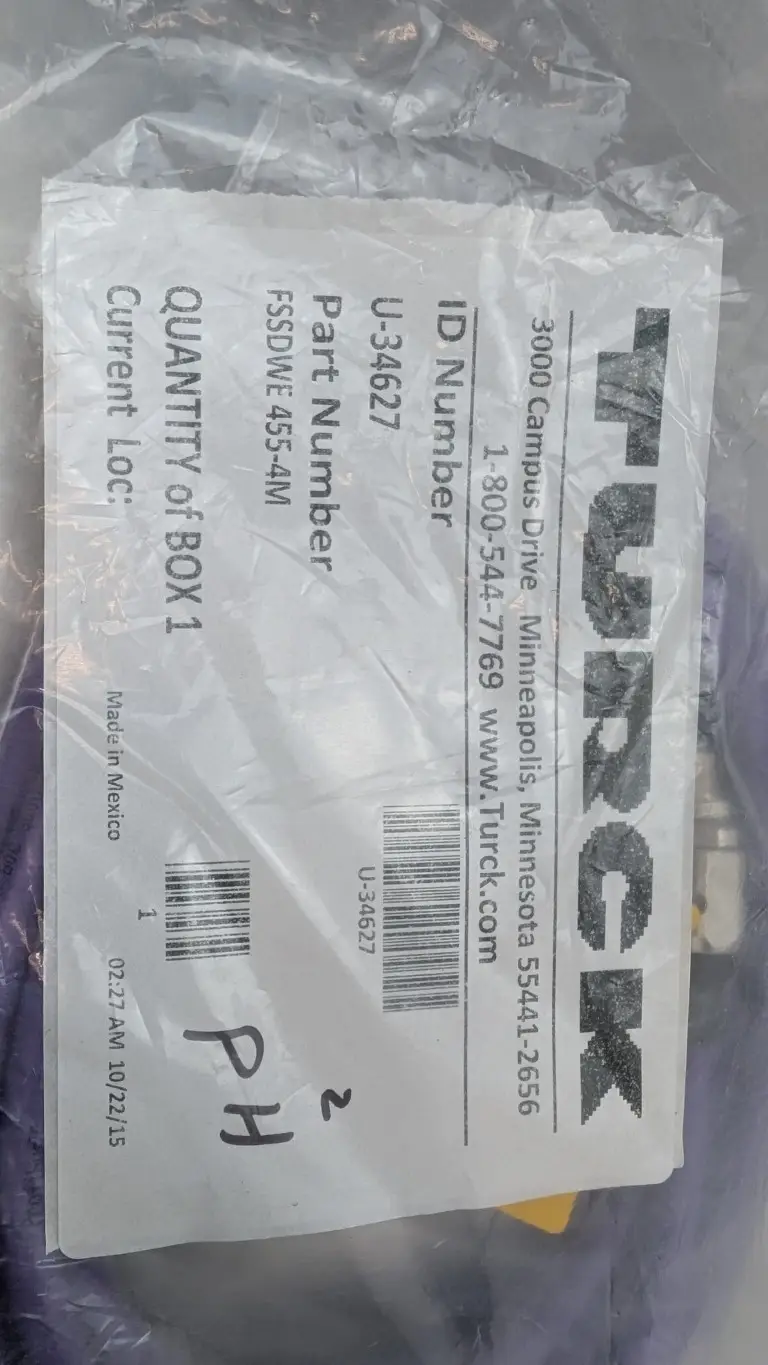 TURCK
3000 Campus Drive Minneapolis, Minnesota 55441-2656
1-800-544-7769 www.Turck.com
ID Number
U-34627
U-34627
Part Number
FSSDWE 455-4M
2
PH
QUANTITY of BOX 1
1
Current Loc:
Made in Mexico
02:27 AM 10/22/15